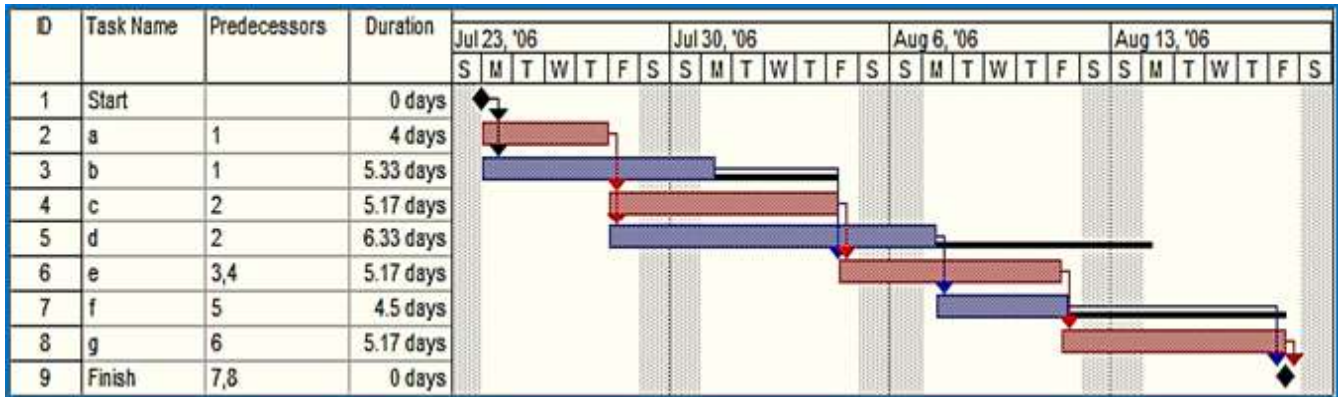 ID Task Name Predecessors Duration
Jul 23, '06 Jul 30, '06 Aug 6, '06 Aug 13, '06
S M T W T F S S M T W T F S S M T W T F S S M T W T F S
1 Start 0 days
2 a 1 4 days
3 b 1 5.33 days
4 c 2 5.17 days
5 d 2 6.33 days
6 e 3,4 5.17 days
7 f 5 4.5 days
8 g 6 5.17 days
9 Finish 7,8 0 days